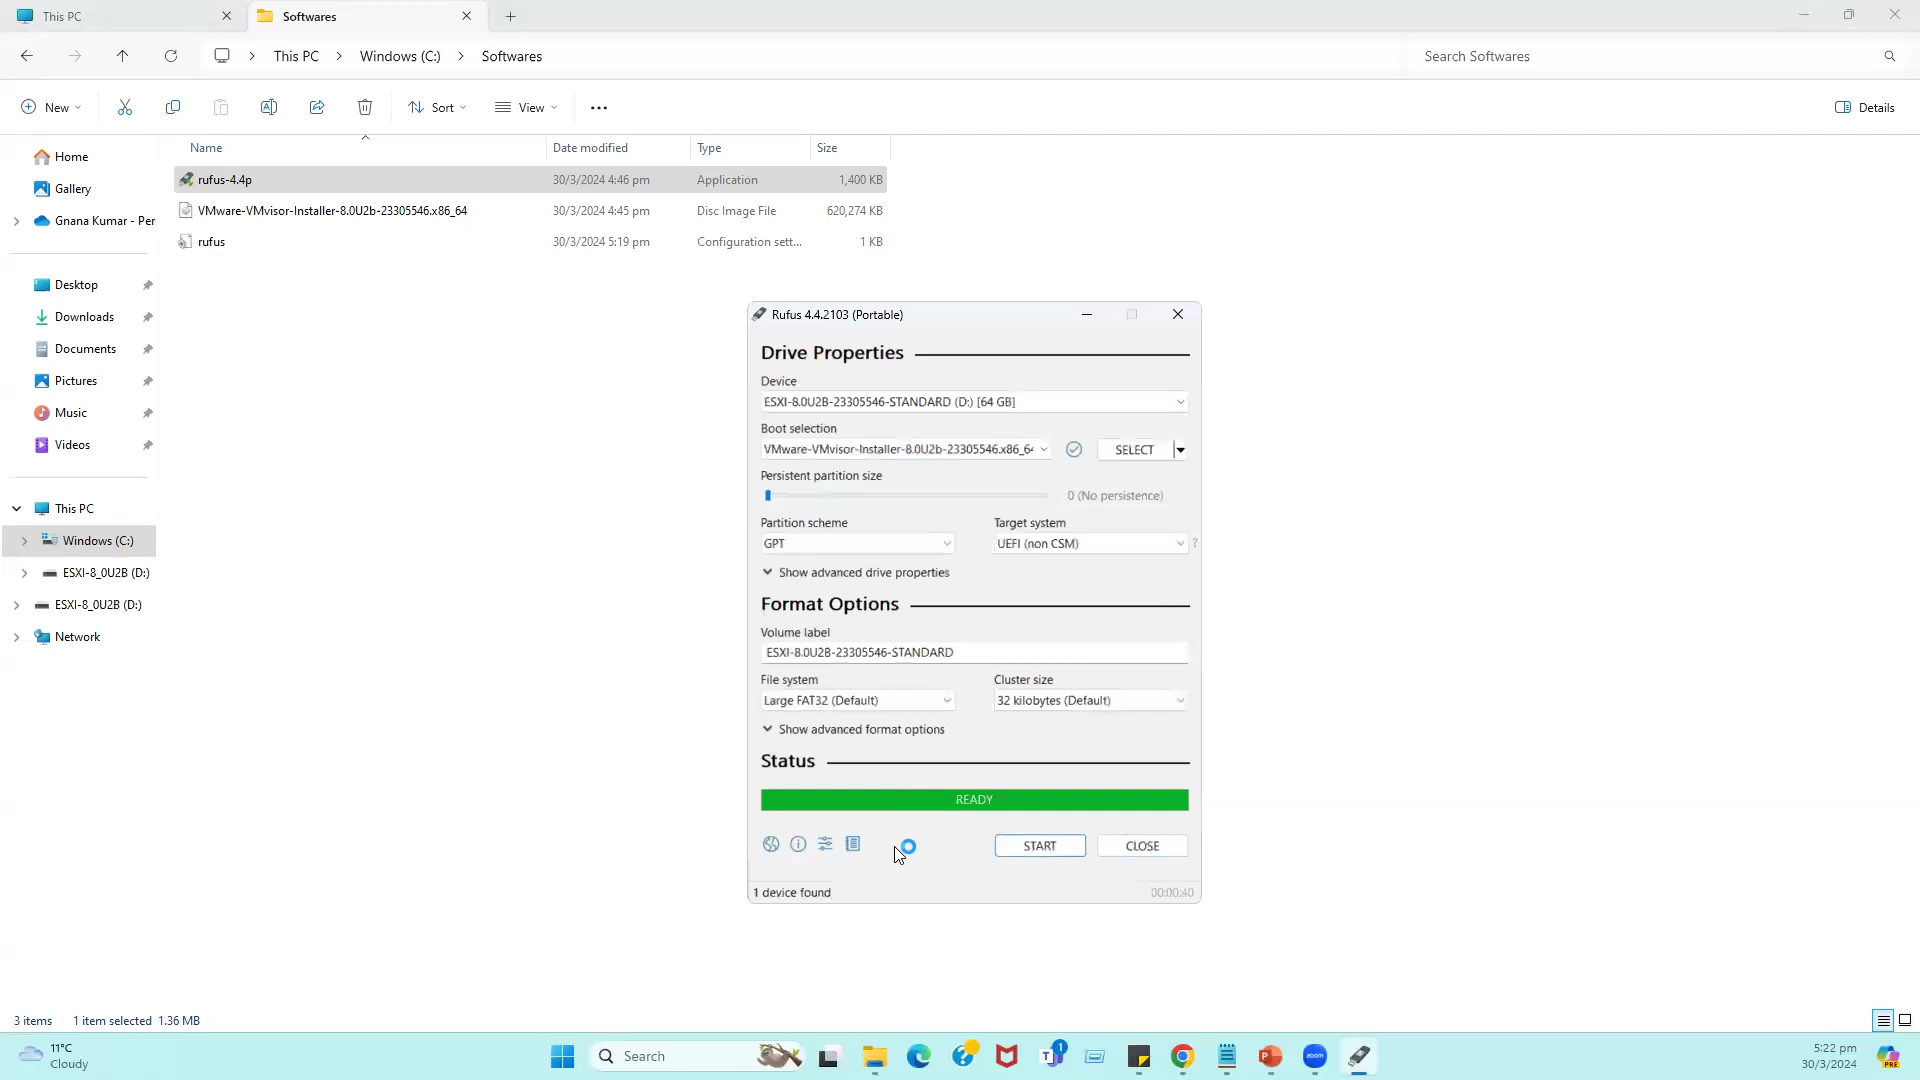 This PC
Softwares
This PC > Windows (C:) > Softwares
Search Softwares
New
Sort
View
Details
Name Date modified Type Size
rufus-4.4p 30/3/2024 4:46 pm Application 1,400 KB
VMware-VMvisor-Installer-8.0U2b-23305546.x86_64 30/3/2024 4:45 pm Disc Image File 620,274 KB
rufus 30/3/2024 5:19 pm Configuration sett... 1 KB
Home
Gallery
Gnana Kumar - Per
Desktop
Downloads
Documents
Pictures
Music
Videos
This PC
Windows (C:)
ESXI-8_0U2B (D:)
ESXI-8_0U2B (D:)
Network
Rufus 4.4.2103 (Portable)
Drive Properties
Device
ESXI-8.0U2B-23305546-STANDARD (D:) [64 GB]
Boot selection
VMware-VMvisor-Installer-8.0U2b-23305546.x86_64
SELECT
Persistent partition size
0 (No persistence)
Partition scheme Target system
GPT UEFI (non CSM) ?
Show advanced drive properties
Format Options
Volume label
ESXI-8.0U2B-23305546-STANDARD
File system Cluster size
Large FAT32 (Default) 32 kilobytes (Default)
Show advanced format options
Status
READY
START CLOSE
1 device found 00:00:40
3 items 1 item selected 1.36 MB
11°C
Cloudy
Search
1
zoom
5:22 pm
30/3/2024
PRE